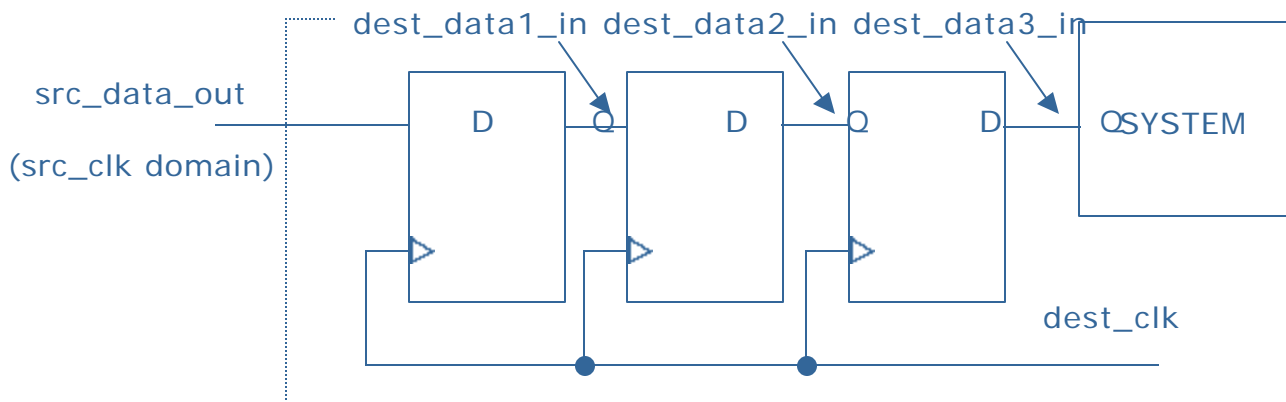 dest_data1_in dest_data2_in dest_data3_in
src_data_out
D Q D Q D QSYSTEM
(src_clk domain)
dest_clk